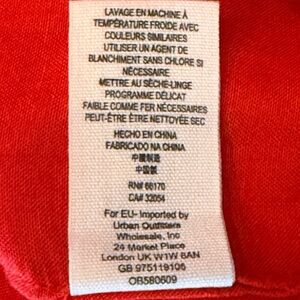 LAVAGE EN MACHINE À
TEMPÉRATURE FROIDE AVEC
COULEURS SIMILAIRES
UTILISER UN AGENT DE
BLANCHIMENT SANS CHLORE SI
NÉCESSAIRE
METTRE AU SÈCHE-LINGE
PROGRAMME DÉLICAT
FAIBLE COMME FER NÉCESSAIRES
PEUT-ÊTRE ÊTRE NETTOYÉE SEC
HECHO EN CHINA
FABRICADO NA CHINA
中國製造
中国製
RN# 66170
CA# 32054
For EU- Imported by
Urban Outfitters
Wholesale, Inc
24 Market Place
London UK W1W 8AN
GB 975119106
OB580609